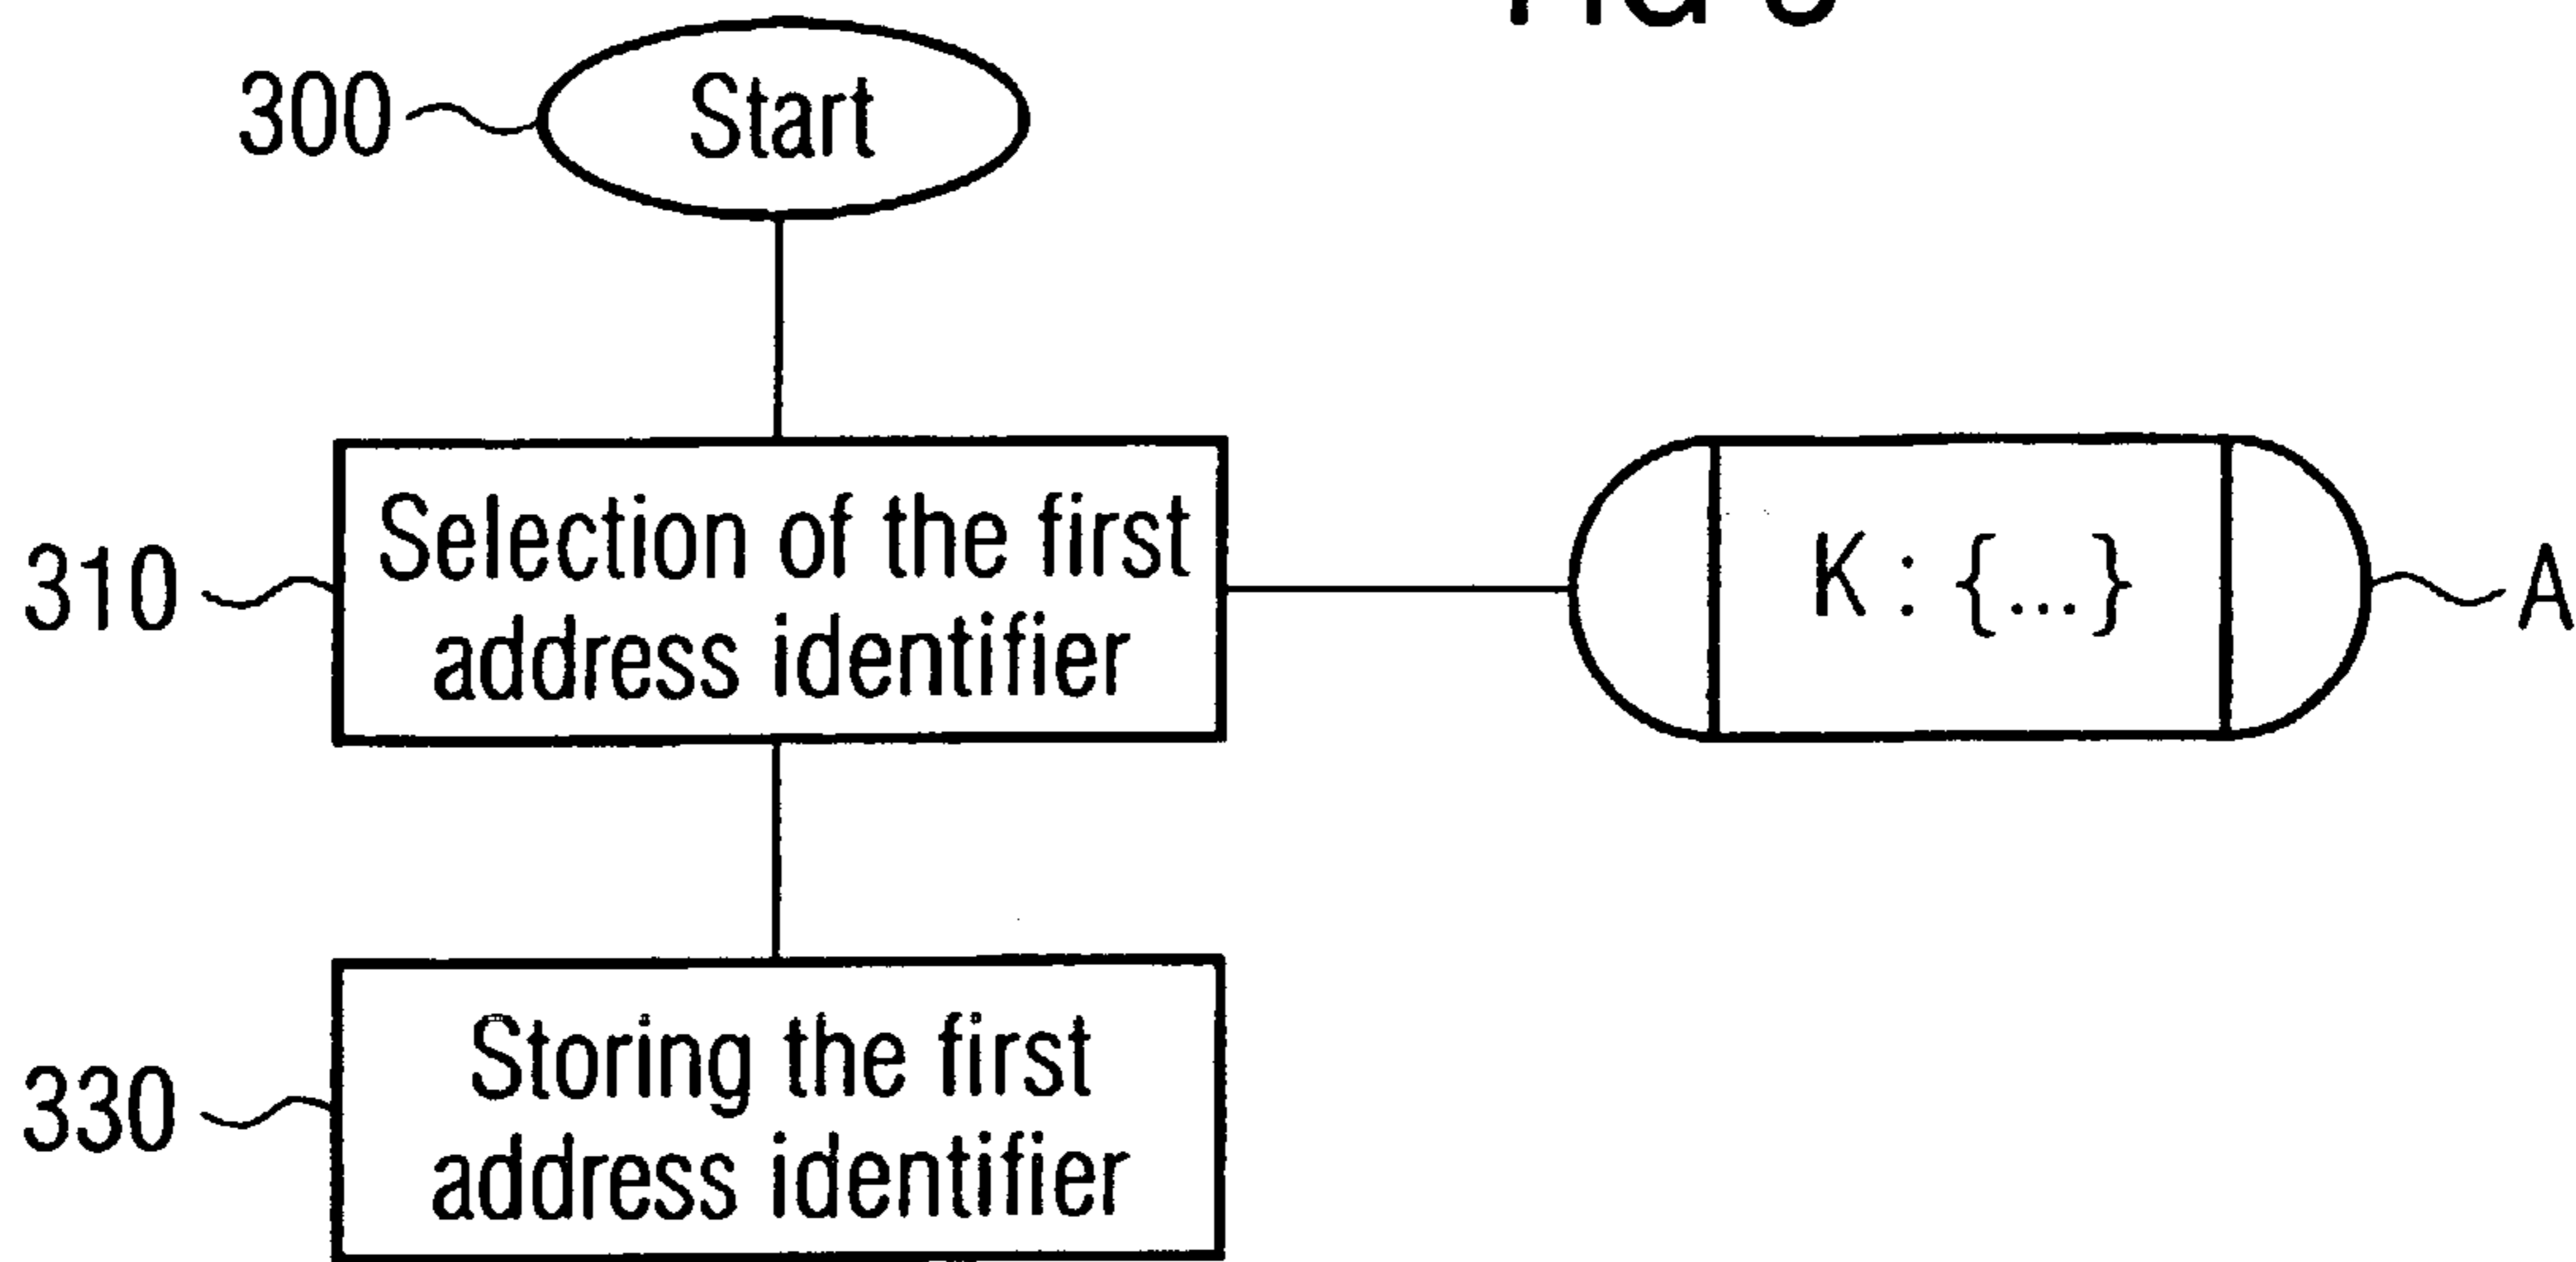 300
Start
310
Selection of the first
address identifier
K : {...}
A
330
Storing the first
address identifier